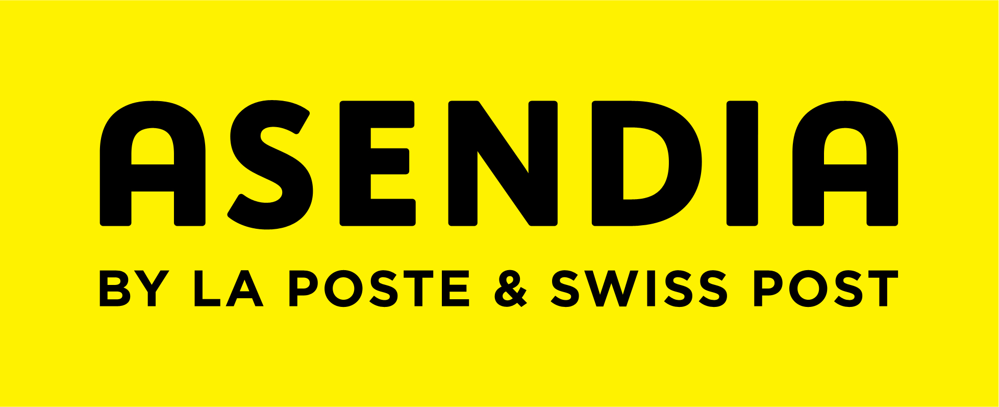 ASENDIA
BY LA POSTE & SWISS POST